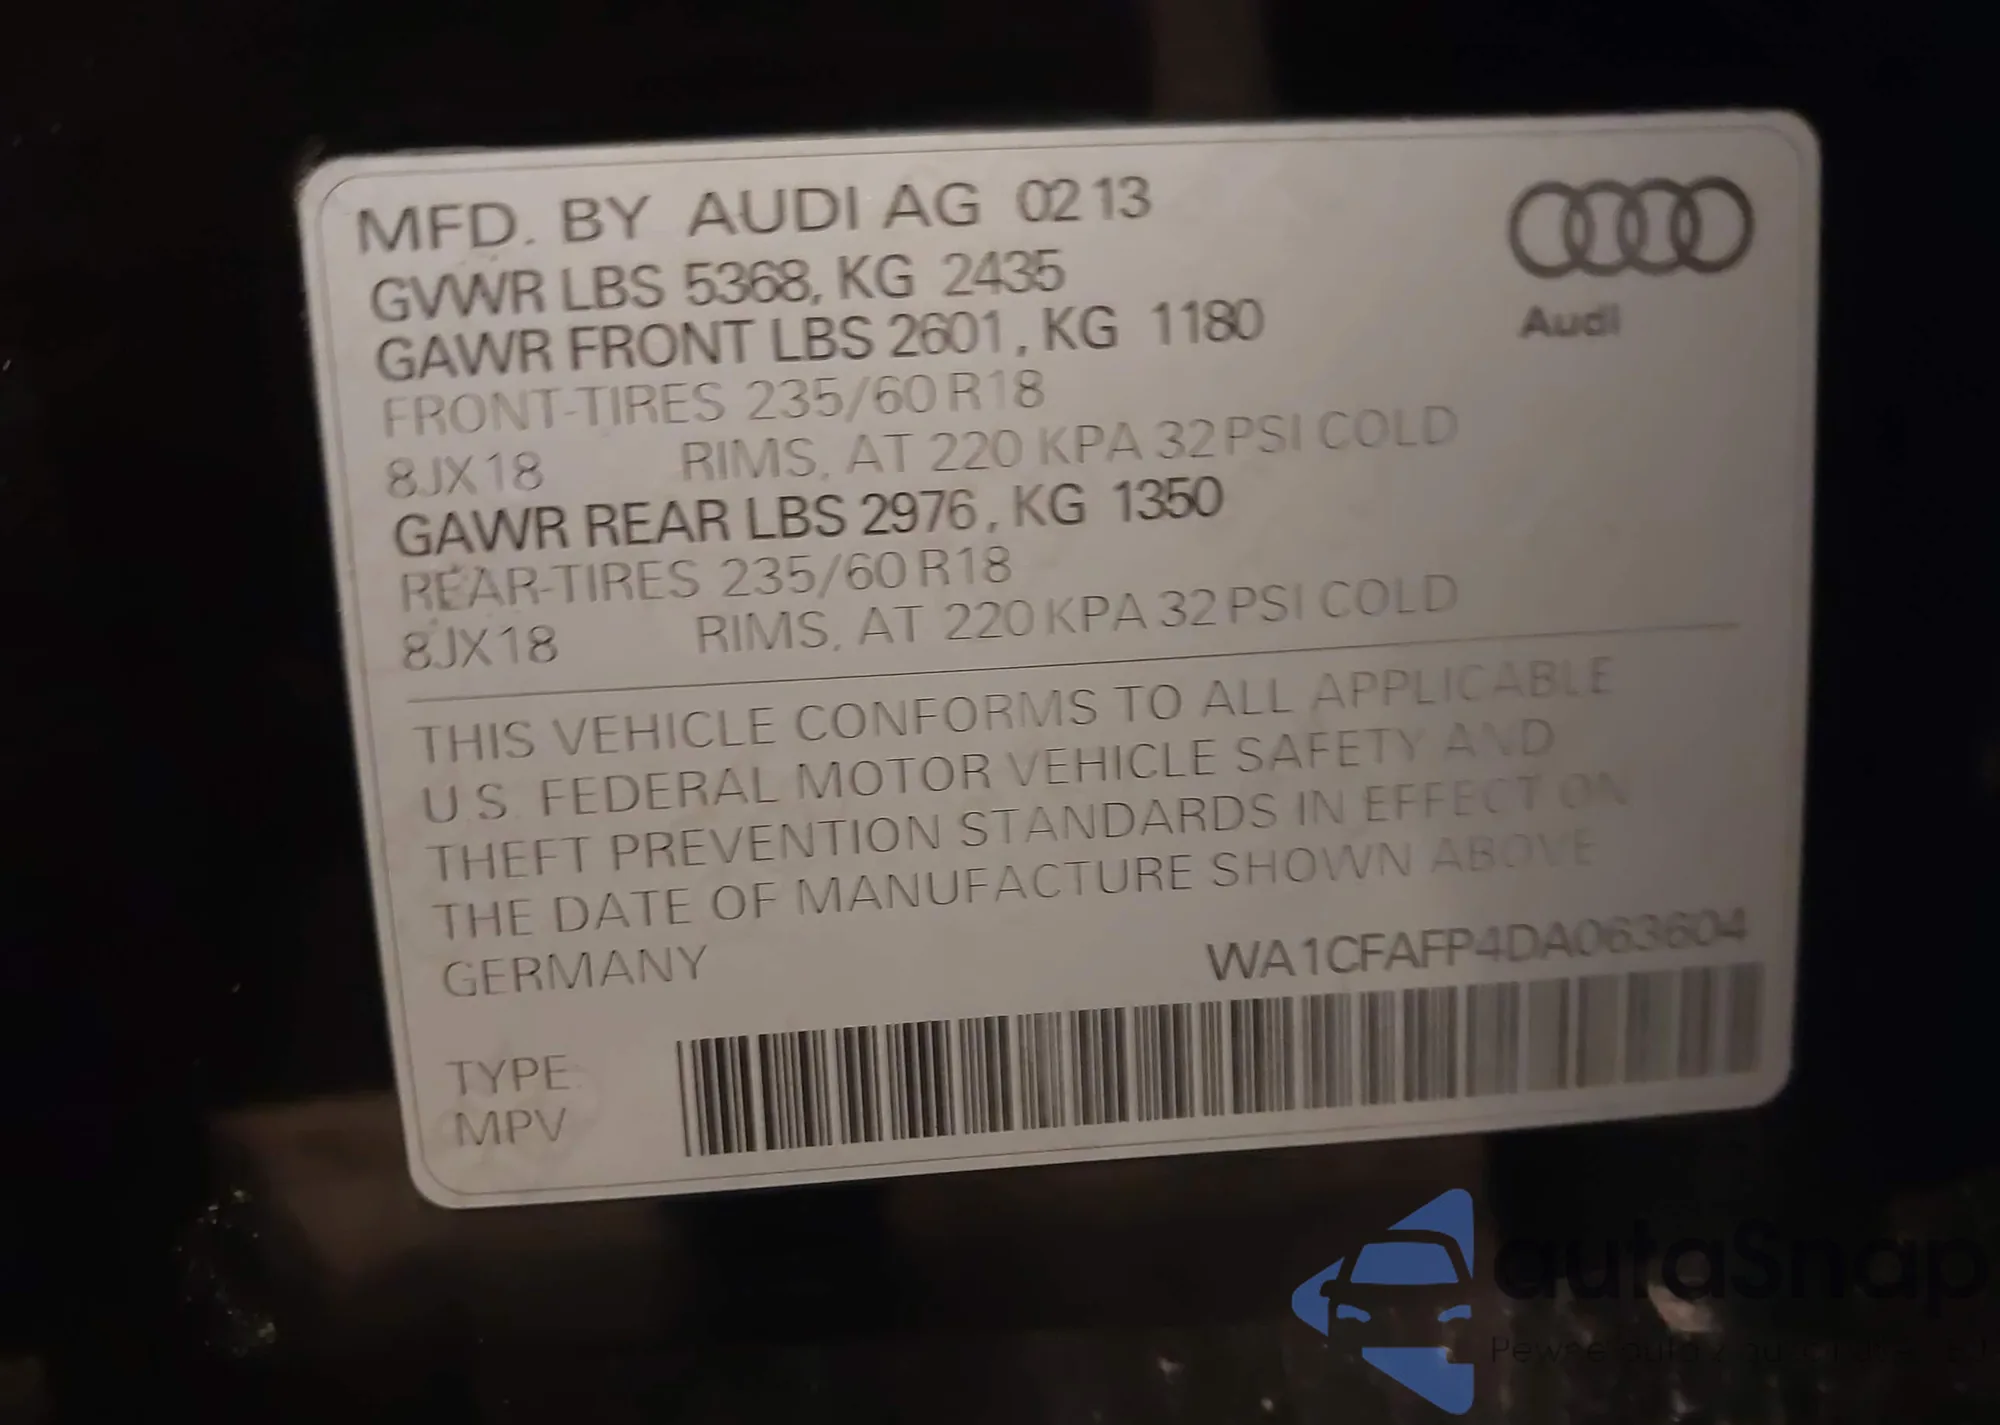 MFD. BY AUDI AG 02 13
GVWR LBS 5368, KG 2435
GAWR FRONT LBS 2601, KG 1180
FRONT-TIRES 235/60 R18
8JX18 RIMS, AT 220 KPA 32 PSI COLD
GAWR REAR LBS 2976, KG 1350
REAR-TIRES 235/60 R18
8JX18 RIMS, AT 220 KPA 32 PSI COLD
Audi
THIS VEHICLE CONFORMS TO ALL APPLICABLE
U.S. FEDERAL MOTOR VEHICLE SAFETY AND
THEFT PREVENTION STANDARDS IN EFFECT ON
THE DATE OF MANUFACTURE SHOWN ABOVE
GERMANY WA1CFAFP4DA063604
TYPE:
MPV
autaSnap
Pewne auta z